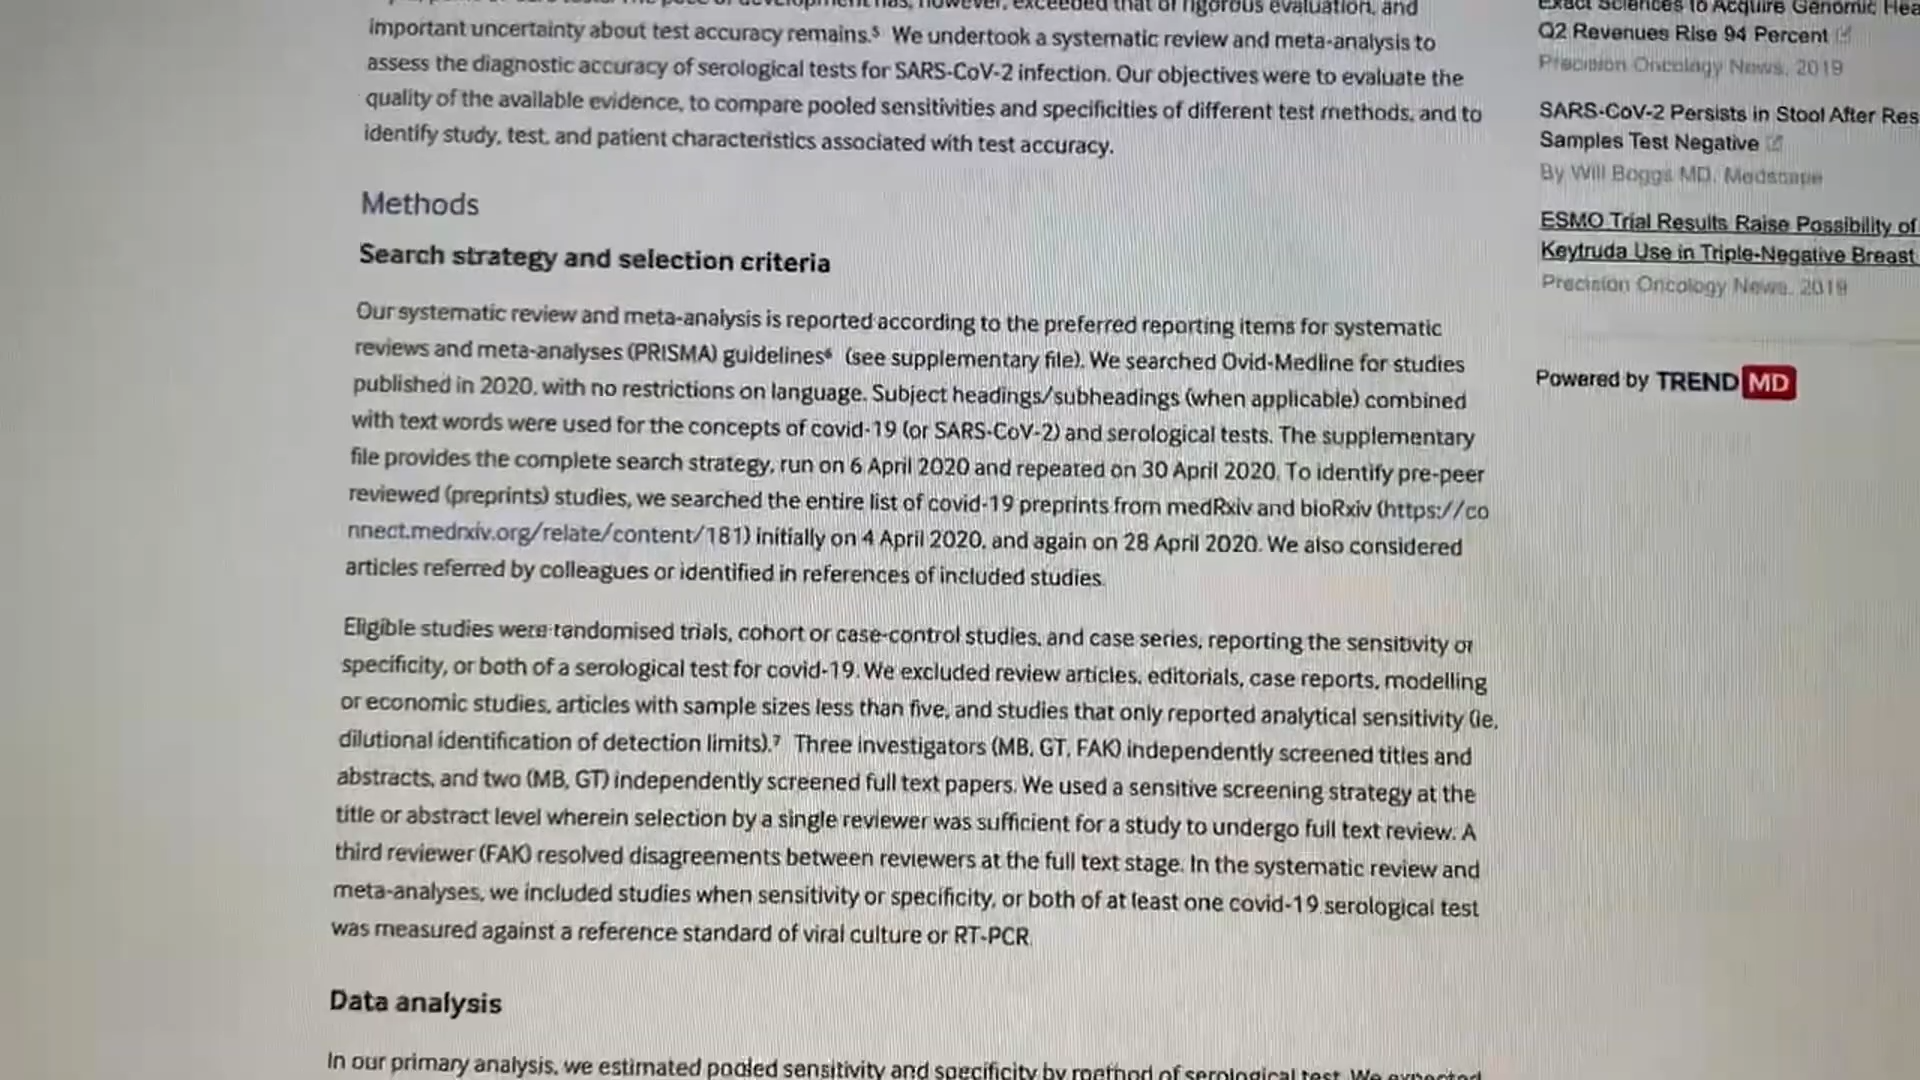 however, exceeded that of rigorous evaluation, and
important uncertainty about test accuracy remains.⁵ We undertook a systematic review and meta-analysis to
assess the diagnostic accuracy of serological tests for SARS-CoV-2 infection. Our objectives were to evaluate the
quality of the available evidence, to compare pooled sensitivities and specificities of different test methods, and to
identify study, test, and patient characteristics associated with test accuracy.
Methods
Search strategy and selection criteria
Our systematic review and meta-analysis is reported according to the preferred reporting items for systematic
reviews and meta-analyses (PRISMA) guidelines⁶ (see supplementary file). We searched Ovid-Medline for studies
published in 2020, with no restrictions on language. Subject headings/subheadings (when applicable) combined
with text words were used for the concepts of covid-19 (or SARS-CoV-2) and serological tests. The supplementary
file provides the complete search strategy, run on 6 April 2020 and repeated on 30 April 2020. To identify pre-peer
reviewed (preprints) studies, we searched the entire list of covid-19 preprints from medRxiv and bioRxiv (https://co
nnect.medrxiv.org/relate/content/181) initially on 4 April 2020, and again on 28 April 2020. We also considered
articles referred by colleagues or identified in references of included studies.
Eligible studies were randomised trials, cohort or case-control studies, and case series, reporting the sensitivity or
specificity, or both of a serological test for covid-19. We excluded review articles, editorials, case reports, modelling
or economic studies, articles with sample sizes less than five, and studies that only reported analytical sensitivity (ie,
dilutional identification of detection limits).⁷ Three investigators (MB, GT, FAK) independently screened titles and
abstracts, and two (MB, GT) independently screened full text papers. We used a sensitive screening strategy at the
title or abstract level wherein selection by a single reviewer was sufficient for a study to undergo full text review. A
third reviewer (FAK) resolved disagreements between reviewers at the full text stage. In the systematic review and
meta-analyses, we included studies when sensitivity or specificity, or both of at least one covid-19 serological test
was measured against a reference standard of viral culture or RT-PCR.
Data analysis
In our primary analysis, we estimated pooled sensitivity and specificity by method of serological test. We expected
Exact Sciences to Acquire Genomic Hea
Q2 Revenues Rise 94 Percent
Precision Oncology News, 2019
SARS-CoV-2 Persists in Stool After Res
Samples Test Negative
By Will Boggs MD, Medscape
ESMO Trial Results Raise Possibility of
Keytruda Use in Triple-Negative Breast
Precision Oncology News, 2019
Powered by TREND MD